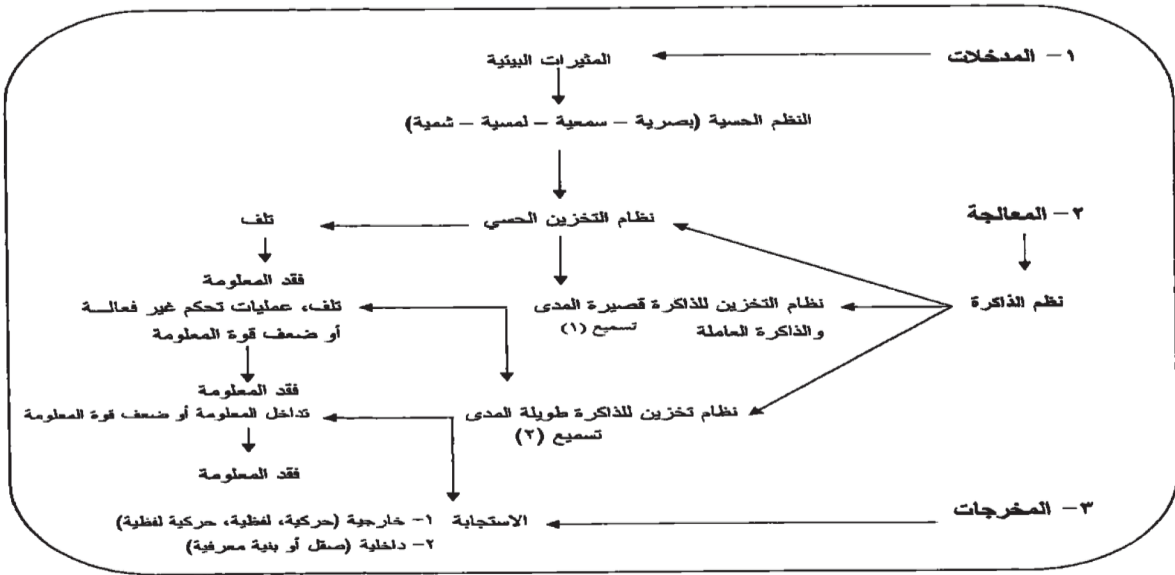 ١- المدخلات
المثيرات البيئية
النظم الحسية (بصرية – سمعية – لمسية – شمية)
٢- المعالجة
نظام التخزين الحسي
تلف
فقد المعلومة
نظم الذاكرة
نظام التخزين للذاكرة قصيرة المدى
والذاكرة العاملة تسميع (١)
تلف، عمليات تحكم غير فعالـــة
أو ضعف قوة المعلومة
فقد المعلومة
نظام تخزين للذاكرة طويلة المدى
تسميع (٢)
تداخل المعلومة أو ضعف قوة المعلومة
فقد المعلومة
٣- المخرجات
الاستجابة ١- خارجية (حركية، لفظية، حركية لفظية)
٢- داخلية (صقل أو بنية معرفية)